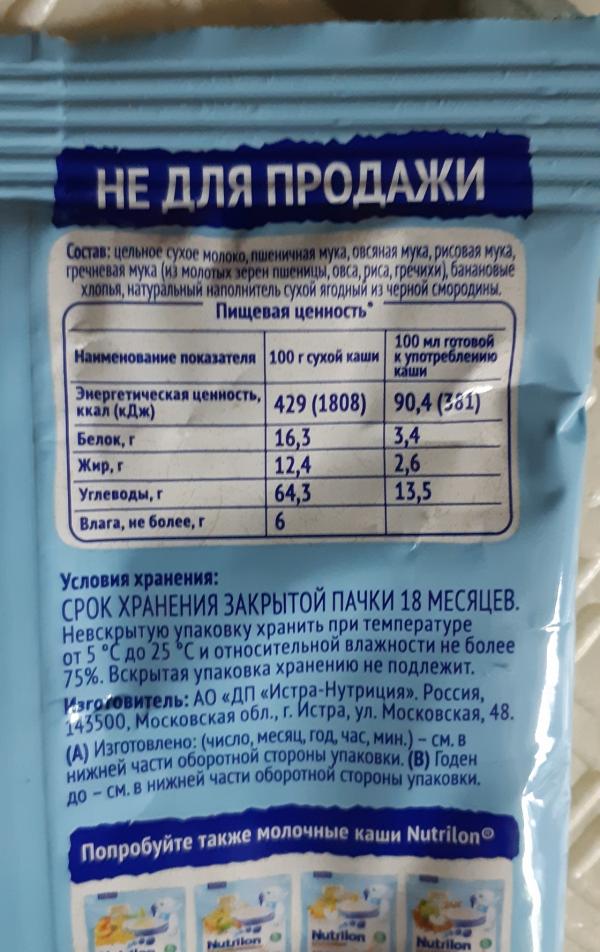 НЕ ДЛЯ ПРОДАЖИ
Состав: цельное сухое молоко, пшеничная мука, овсяная мука, рисовая мука,
гречневая мука (из молотых зерен пшеницы, овса, риса, гречихи), банановые
хлопья, натуральный наполнитель сухой ягодный из черной смородины.
Пищевая ценность*
Наименование показателя 100 г сухой каши 100 мл готовой
к употреблению
каши
Энергетическая ценность,
ккал (кДж) 429 (1808) 90,4 (381)
Белок, г 16,3 3,4
Жир, г 12,4 2,6
Углеводы, г 64,3 13,5
Влага, не более, г 6
Условия хранения:
СРОК ХРАНЕНИЯ ЗАКРЫТОЙ ПАЧКИ 18 МЕСЯЦЕВ.
Невскрытую упаковку хранить при температуре
от 5 °С до 25 °С и относительной влажности не более
75%. Вскрытая упаковка хранению не подлежит.
Изготовитель: АО «ДП «Истра-Нутриция». Россия,
143500, Московская обл., г. Истра, ул. Московская, 48.
(А) Изготовлено: (число, месяц, год, час, мин.) – см. в
нижней части оборотной стороны упаковки. (В) Годен
до – см. в нижней части оборотной стороны упаковки.
Попробуйте также молочные каши Nutrilon®
Nutrilon Nutrilon Nutrilon